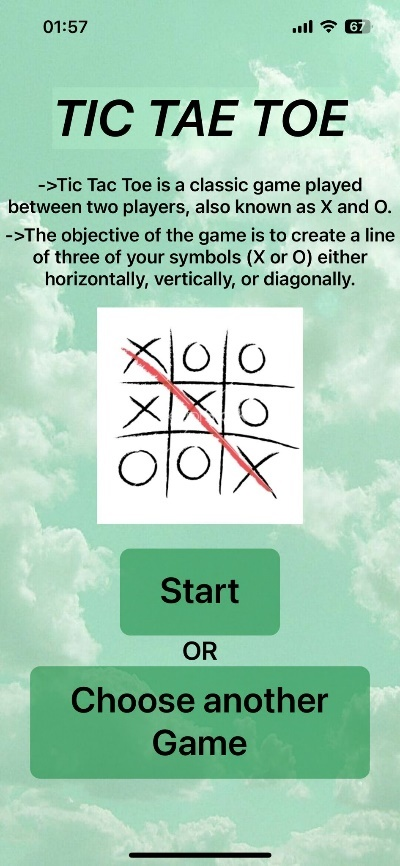 01:57
67
TIC TAE TOE
->Tic Tac Toe is a classic game played
between two players, also known as X and O.
->The objective of the game is to create a line
of three of your symbols (X or O) either
horizontally, vertically, or diagonally.
X O O
X X O
O O X
Start
OR
Choose another
Game